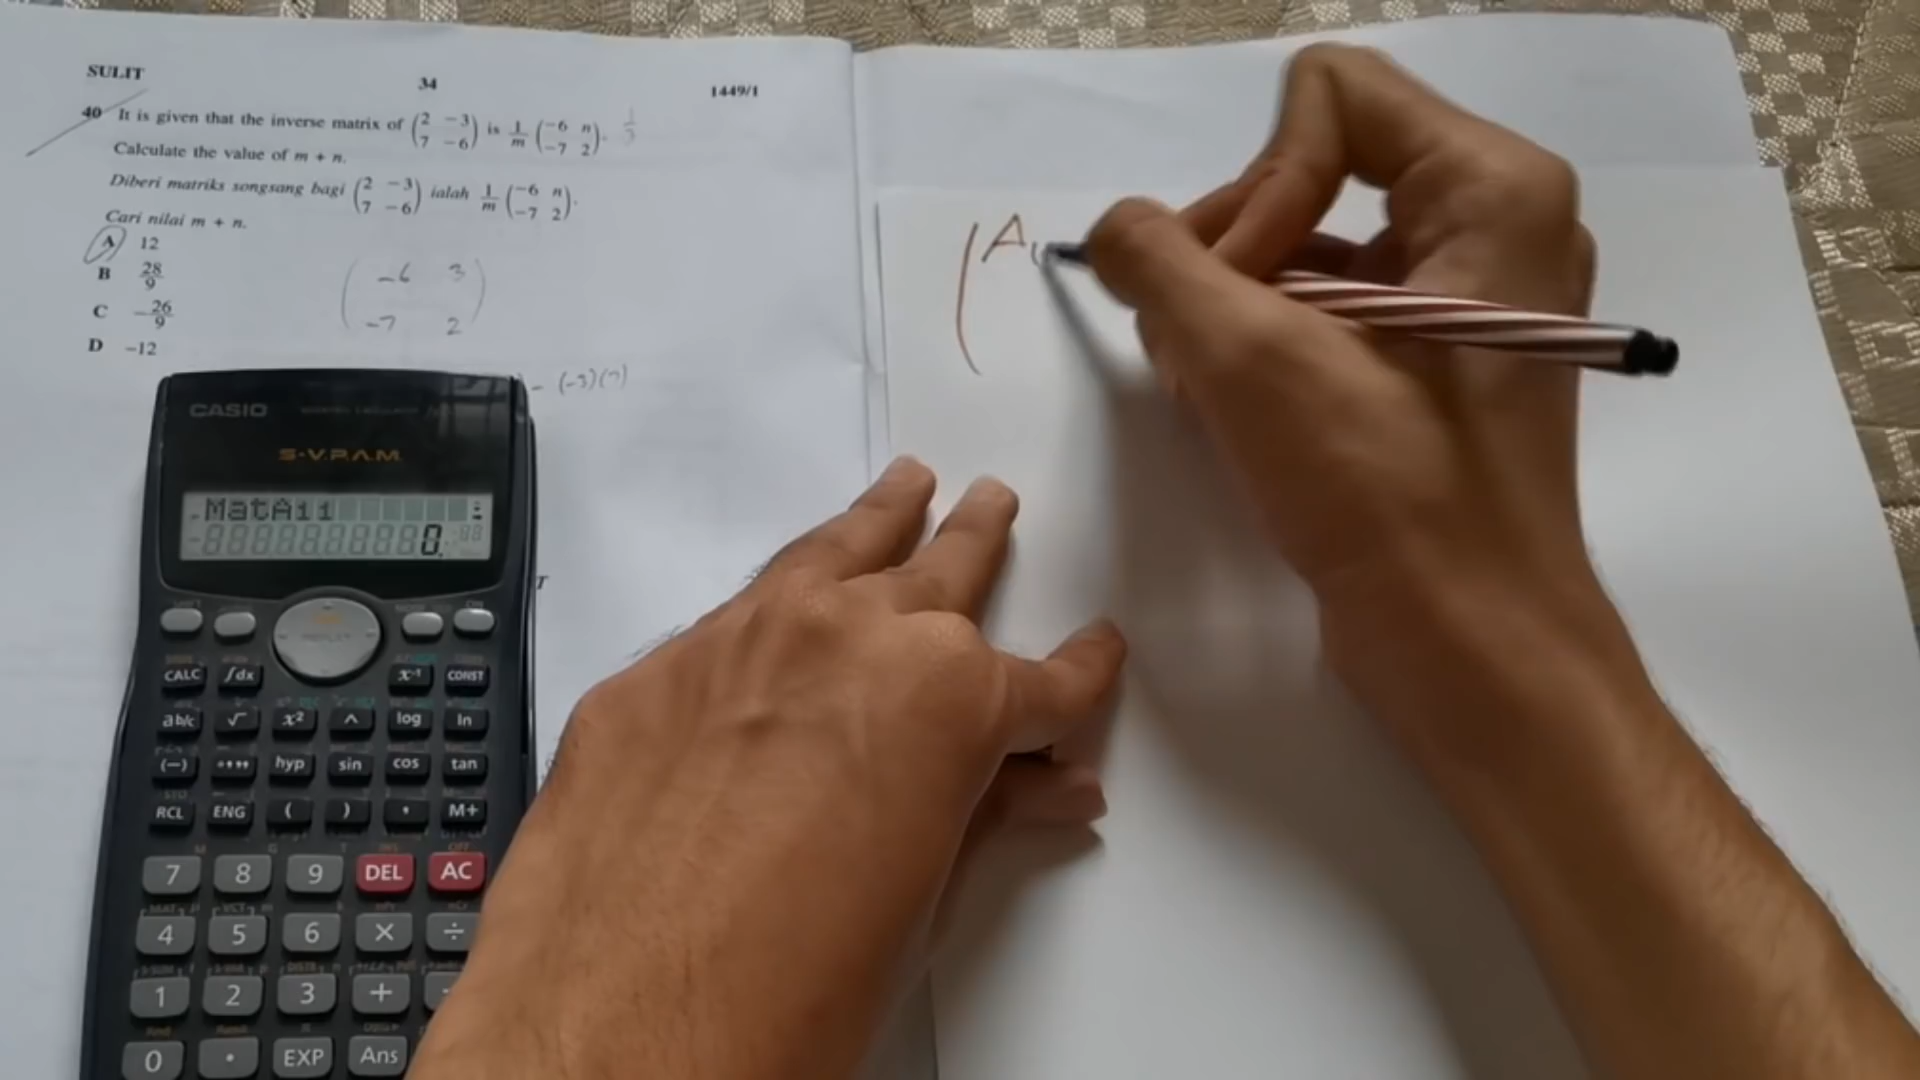 SULIT 34 1449/1
40 It is given that the inverse matrix of (2 -3 7 -6) is 1/m (-6 n -7 2). 1/3
Calculate the value of m + n.
Diberi matriks songsang bagi (2 -3 7 -6) ialah 1/m (-6 n -7 2).
Cari nilai m + n.
A 12
B 28/9
C -26/9
D -12
(-6 3
-7 2)
- (-3)(7)
(A
CASIO
S-V.P.A.M.
MatA11
0.
CALC ∫dx x⁻¹ CONST
ab/c √ x² ^ log ln
(−) °’’’ hyp sin cos tan
RCL ENG ( ) , M+
7 8 9 DEL AC
4 5 6 × ÷
1 2 3 + -
0 . EXP Ans
T